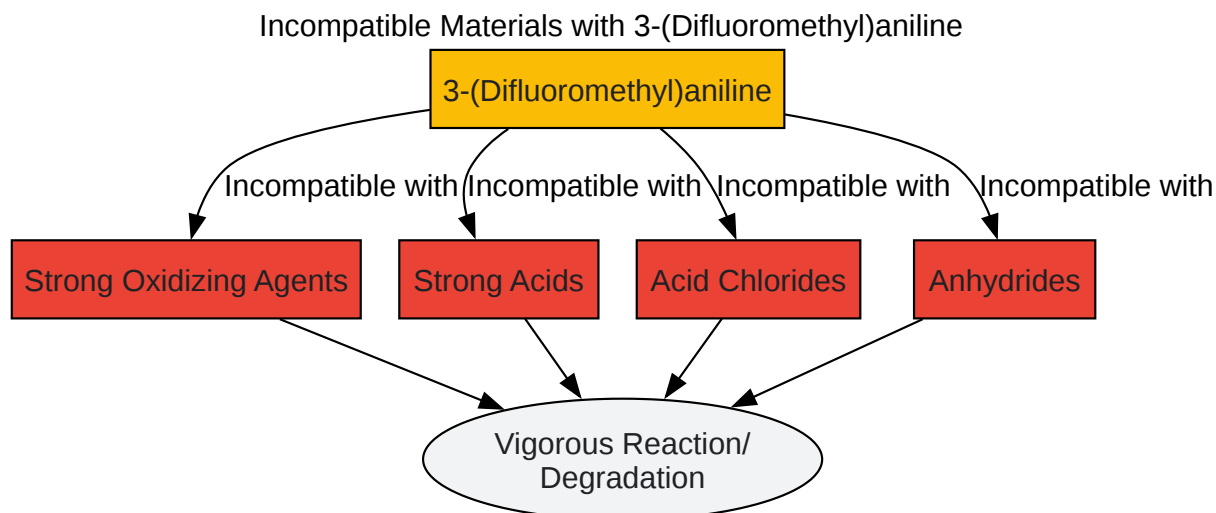 Incompatible Materials with 3-(Difluoromethyl)aniline
3-(Difluoromethyl)aniline
Incompatible with
Incompatible with
Incompatible with
Incompatible with
Strong Oxidizing Agents
Strong Acids
Acid Chlorides
Anhydrides
Vigorous Reaction/
Degradation